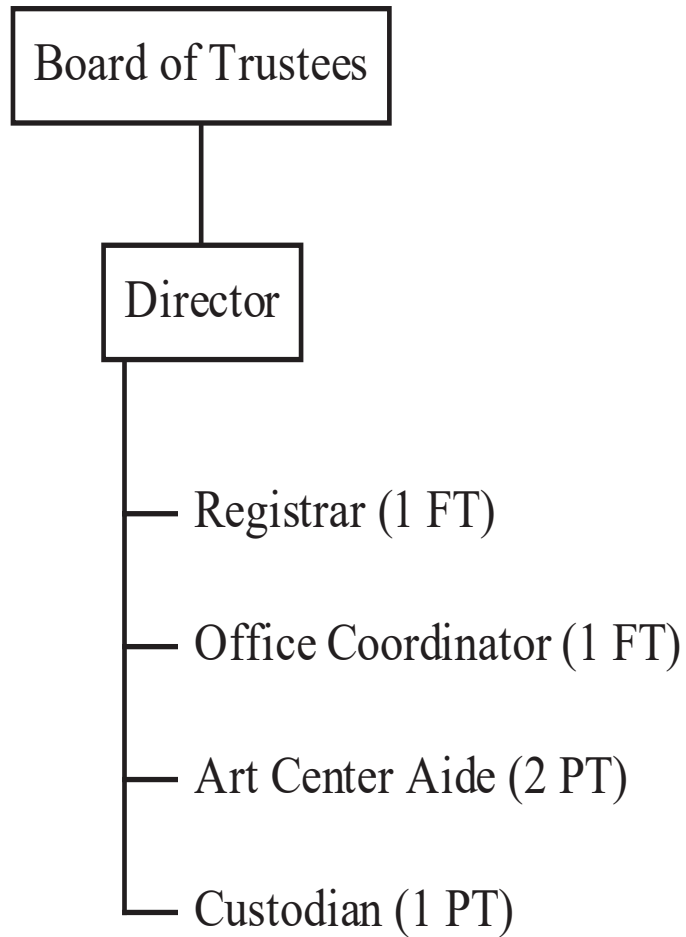 Board of Trustees
Director
Registrar (1 FT)
Office Coordinator (1 FT)
Art Center Aide (2 PT)
Custodian (1 PT)